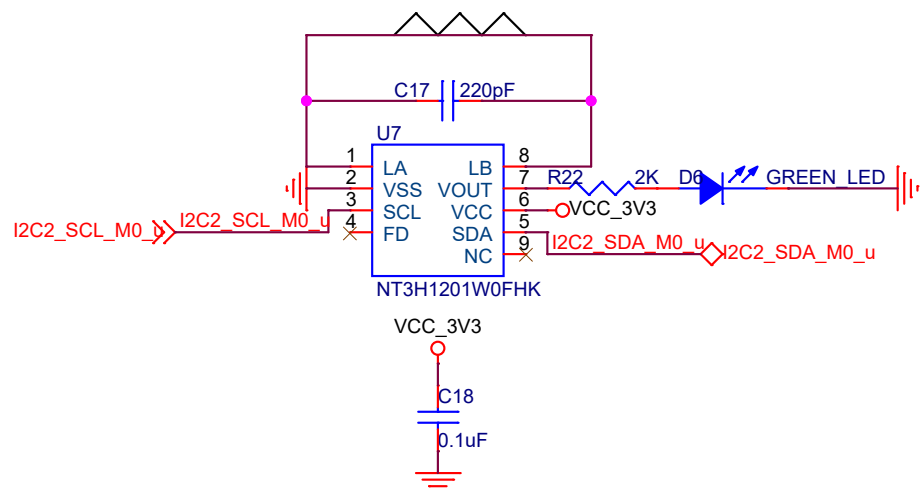 C17 220pF
U7
1 LA LB 8
2 VSS VOUT 7 R22 2K D6 GREEN_LED
3 SCL VCC 6 VCC_3V3
I2C2_SCL_M0_u I2C2_SCL_M0_u
4 FD SDA 5 I2C2_SDA_M0_u I2C2_SDA_M0_u
NC 9
NT3H1201W0FHK
VCC_3V3
C18
0.1uF